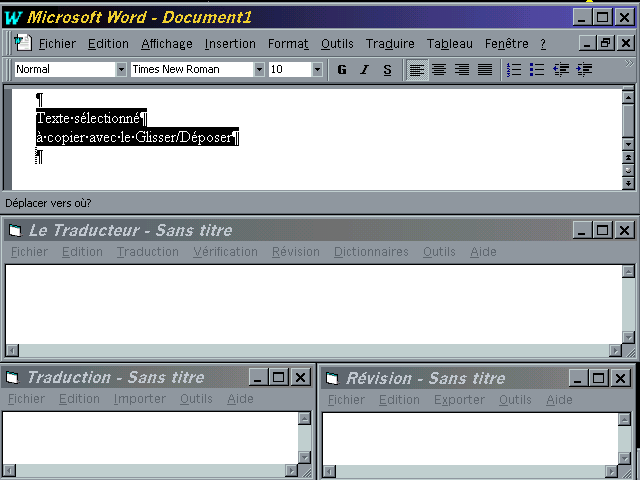 Microsoft Word - Document1
Fichier Edition Affichage Insertion Format Outils Traduire Tableau Fenêtre ?
Normal Times New Roman 10 G I S
¶
Texte·sélectionné¶
à·copier·avec·le·Glisser/Déposer¶
¶
Déplacer vers où?
Le Traducteur - Sans titre
Fichier Edition Traduction Vérification Révision Dictionnaires Outils Aide
Traduction - Sans titre
Fichier Edition Importer Outils Aide
Révision - Sans titre
Fichier Edition Exporter Outils Aide